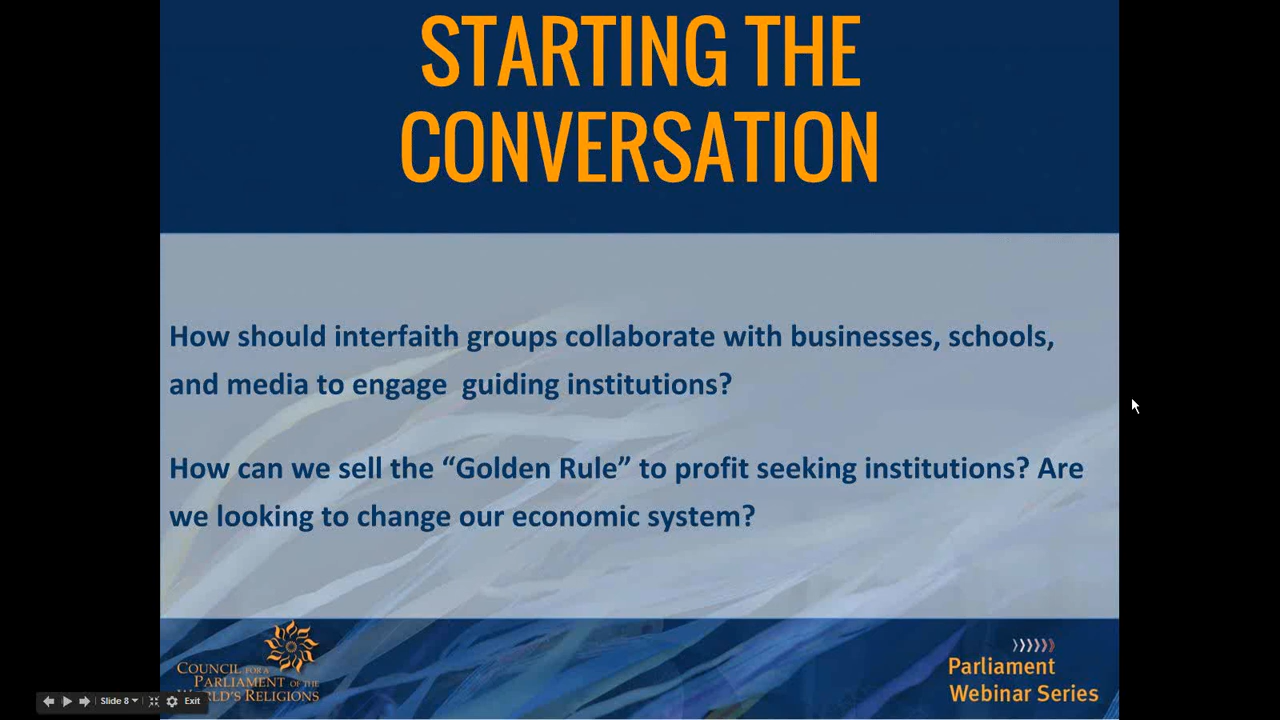 STARTING THE
CONVERSATION
How should interfaith groups collaborate with businesses, schools,
and media to engage  guiding institutions?
How can we sell the “Golden Rule” to profit seeking institutions? Are
we looking to change our economic system?
COUNCIL FOR A
PARLIAMENT OF THE
WORLD'S RELIGIONS
Parliament
Webinar Series
Slide 8
Exit